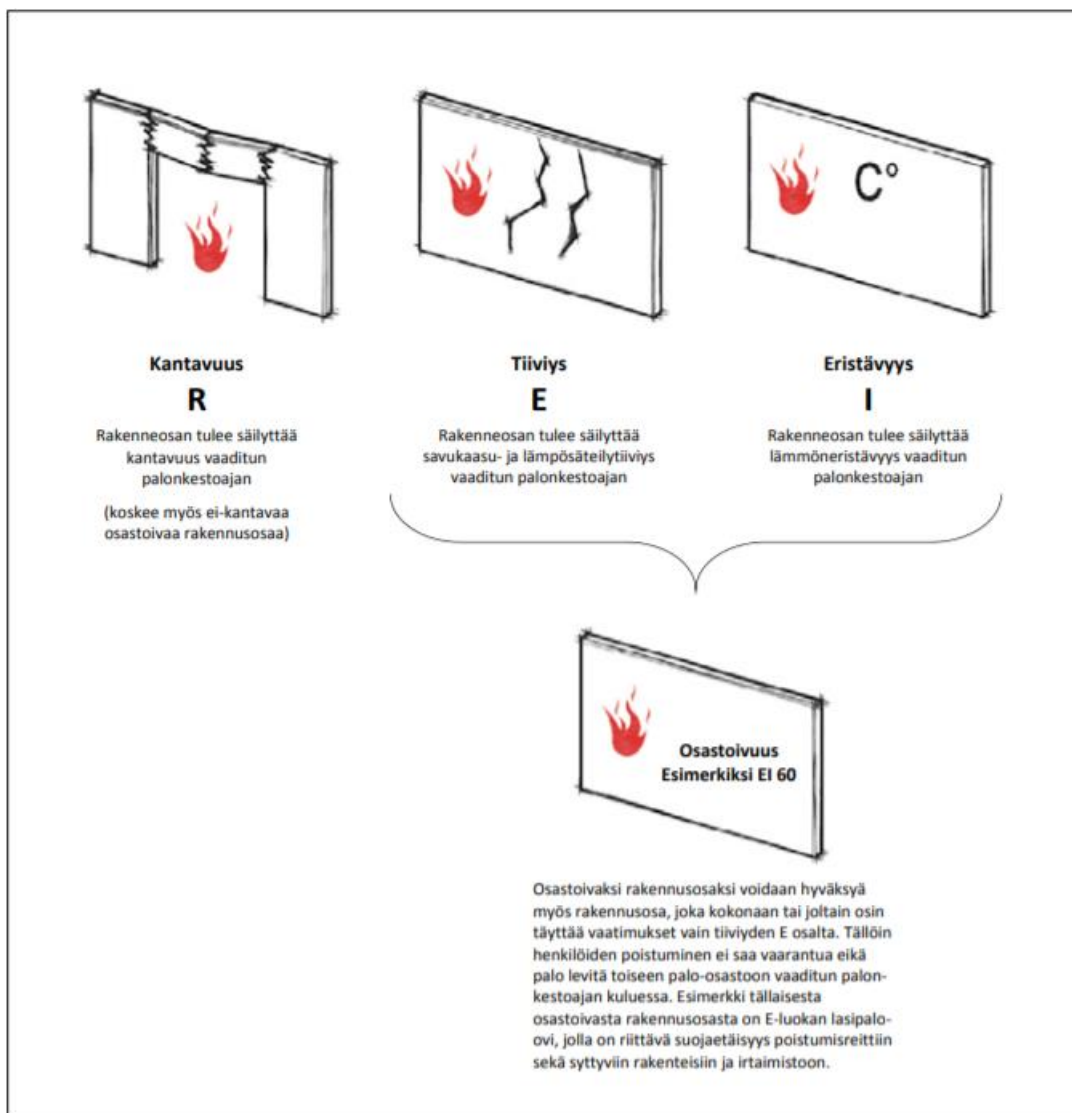 C°
Kantavuus
R
Rakenneosan tulee säilyttää
kantavuus vaaditun
palonkestoajan
(koskee myös ei-kantavaa
osastoivaa rakennusosaa)
Tiiviys
E
Rakenneosan tulee säilyttää
savukaasu- ja lämpösäteilytiiviys
vaaditun palonkestoajan
Eristävyys
I
Rakenneosan tulee säilyttää
lämmöneristävyys vaaditun
palonkestoajan
Osastoivuus
Esimerkiksi EI 60
Osastoivaksi rakennusosaksi voidaan hyväksyä
myös rakennusosa, joka kokonaan tai joltain osin
täyttää vaatimukset vain tiiviyden E osalta. Tällöin
henkilöiden poistuminen ei saa vaarantua eikä
palo levitä toiseen palo-osastoon vaaditun palon-
kestoajan kuluessa. Esimerkki tällaisesta
osastoivasta rakennusosasta on E-luokan lasipalo-
ovi, jolla on riittävä suojaetäisyys poistumisreittiin
sekä syttyviin rakenteisiin ja irtaimistoon.